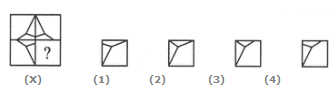 ?
(X) (1) (2) (3) (4)